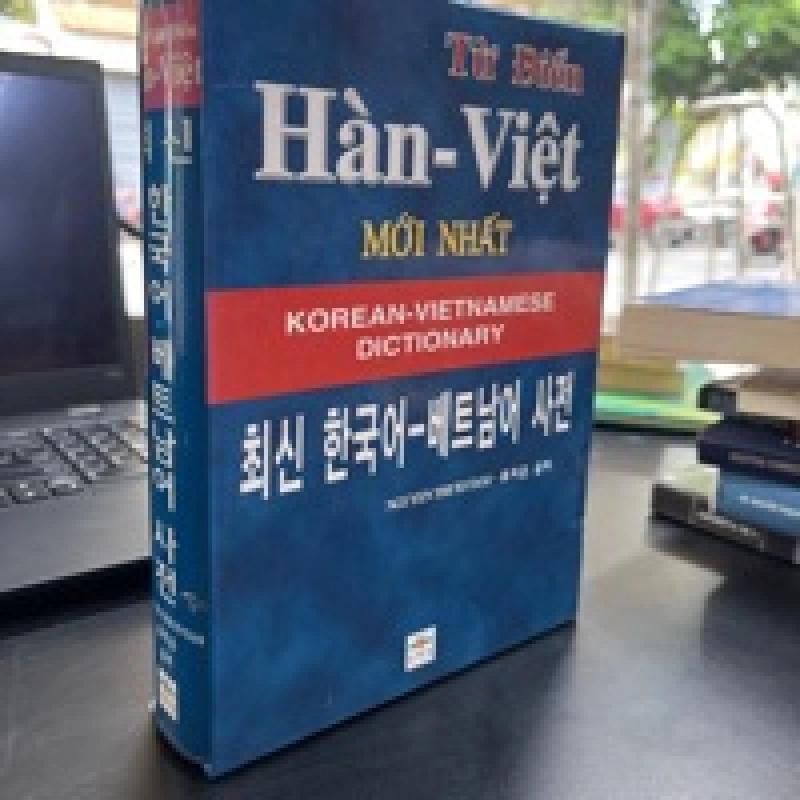 Từ Điển
Hàn-Việt
MỚI NHẤT
KOREAN-VIETNAMESE
DICTIONARY
최신 한국어-베트남어 사전
신 한국어 베트남어 사전